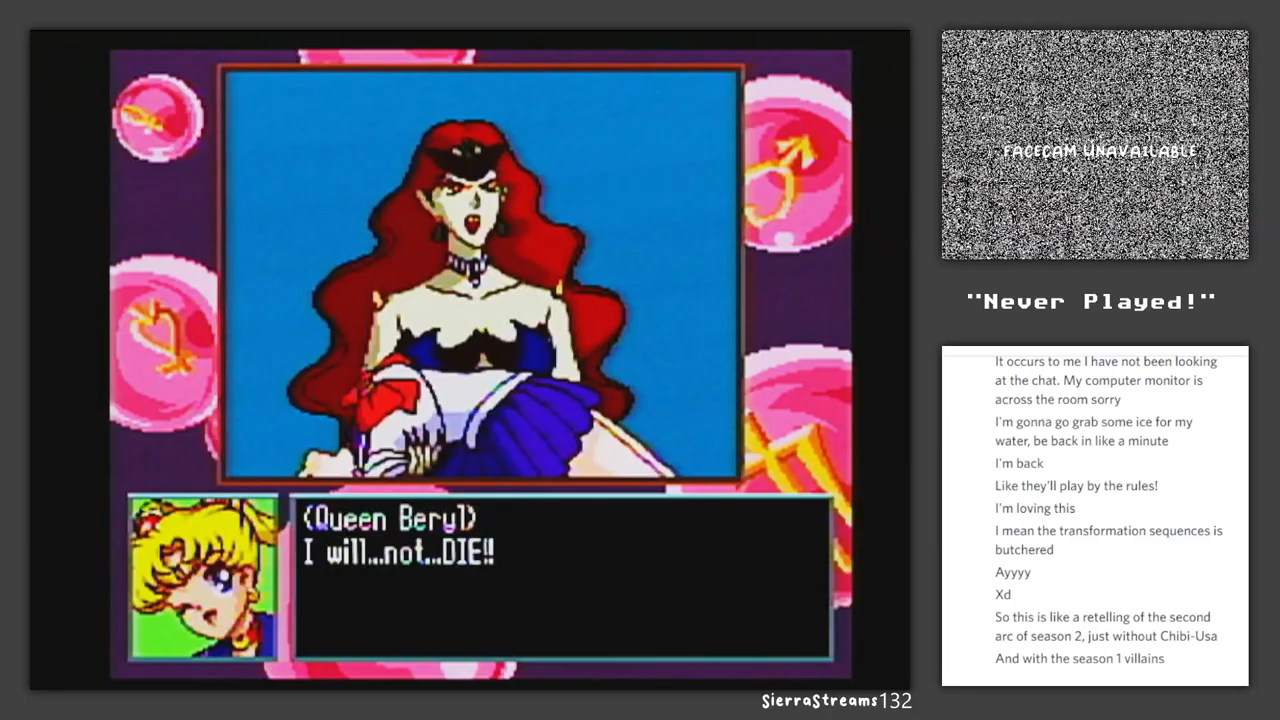 FACECAM UNAVAILABLE
"Never Played!"
(Queen Beryl)
I will...not...DIE!!
It occurs to me I have not been looking
at the chat. My computer monitor is
across the room sorry
I'm gonna go grab some ice for my
water, be back in like a minute
I'm back
Like they'll play by the rules!
I'm loving this
I mean the transformation sequences is
butchered
Ayyyy
Xd
So this is like a retelling of the second
arc of season 2, just without Chibi-Usa
And with the season 1 villains
SierraStreams132